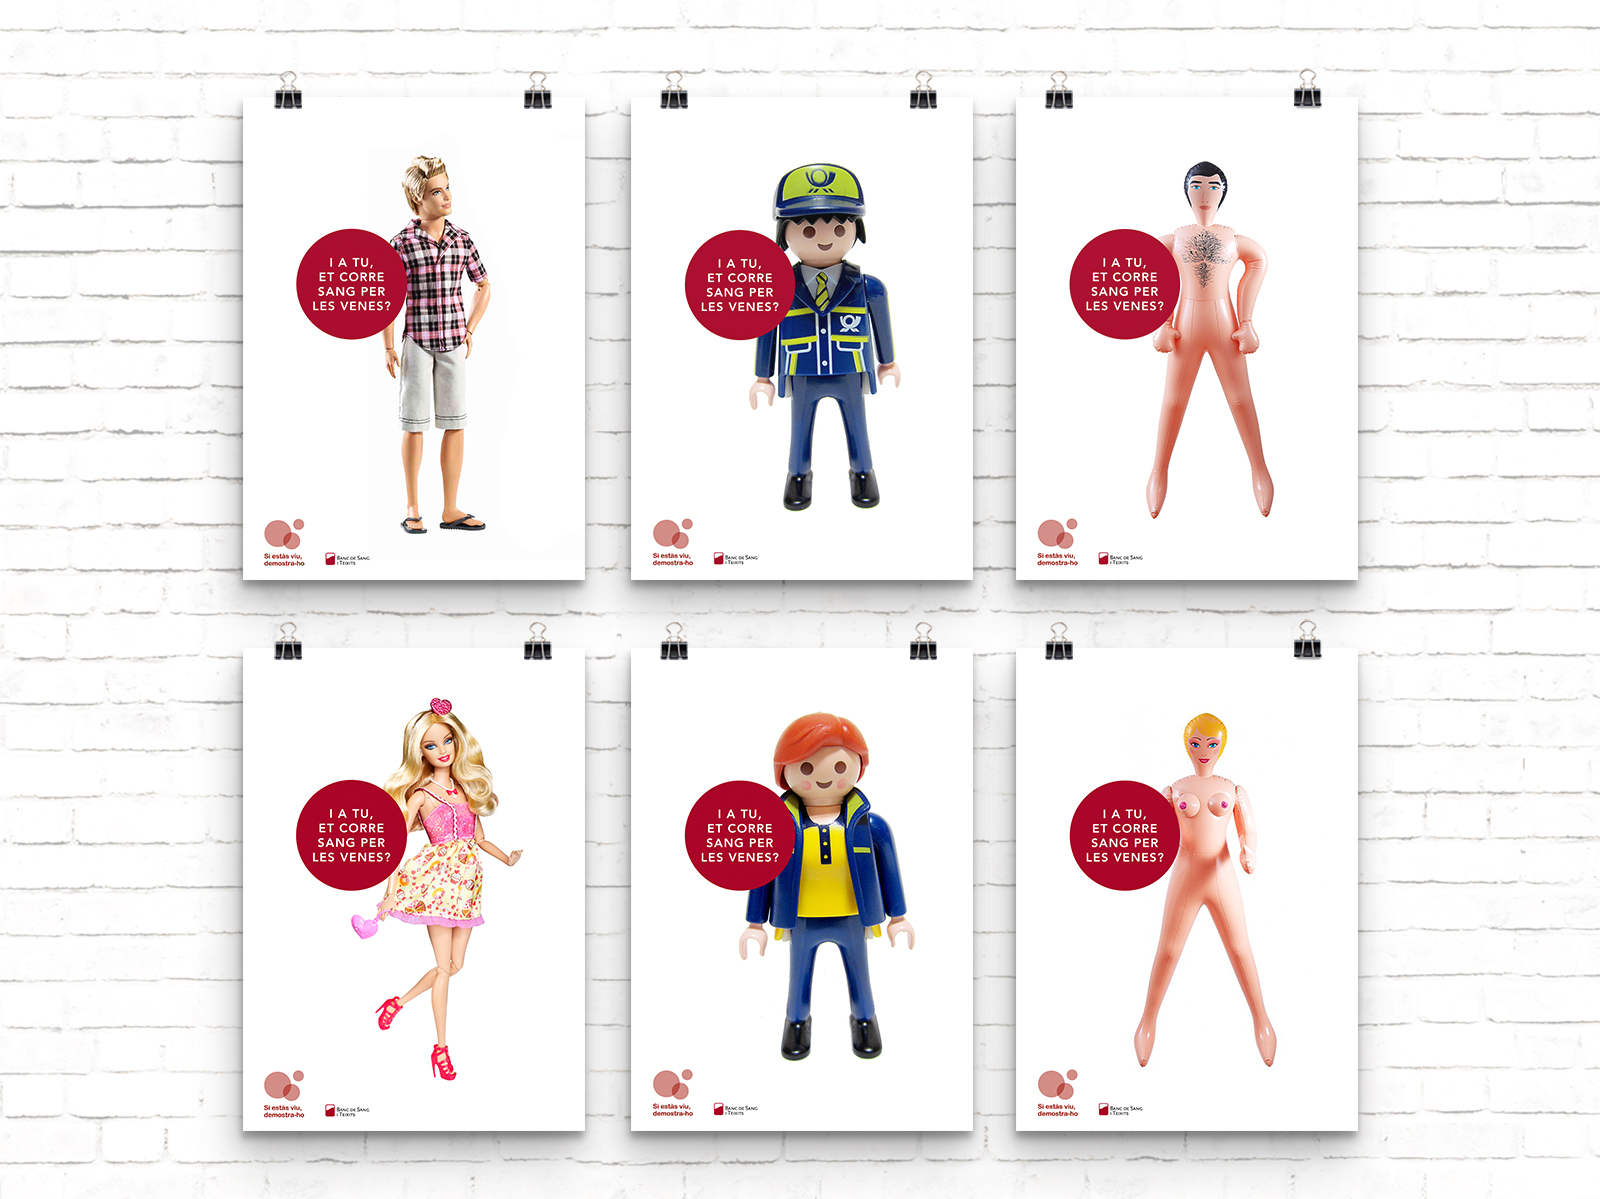 I A TU,
ET CORRE
SANG PER
LES VENES?
Si estàs viu,
demostra-ho
BANC DE SANG
I TEIXITS
I A TU,
ET CORRE
SANG PER
LES VENES?
Si estàs viu,
demostra-ho
BANC DE SANG
I TEIXITS
I A TU,
ET CORRE
SANG PER
LES VENES?
Si estàs viu,
demostra-ho
BANC DE SANG
I TEIXITS
I A TU,
ET CORRE
SANG PER
LES VENES?
Si estàs viu,
demostra-ho
BANC DE SANG
I TEIXITS
I A TU,
ET CORRE
SANG PER
LES VENES?
Si estàs viu,
demostra-ho
BANC DE SANG
I TEIXITS
I A TU,
ET CORRE
SANG PER
LES VENES?
Si estàs viu,
demostra-ho
BANC DE SANG
I TEIXITS